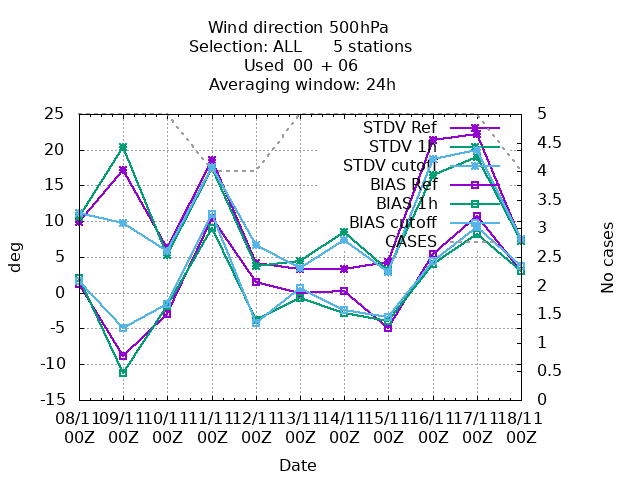 Wind direction 500hPa
Selection: ALL 5 stations
Used 00 + 06
Averaging window: 24h
25
20
15
10
5
0
-5
-10
-15
5
4.5
4
3.5
3
2.5
2
1.5
1
0.5
0
STDV Ref
STDV 1h
STDV cutoff
BIAS Ref
BIAS 1h
BIAS cutoff
CASES
deg
No cases
08/11 09/11 10/11 11/11 12/11 13/11 14/11 15/11 16/11 17/11 18/11
00Z 00Z 00Z 00Z 00Z 00Z 00Z 00Z 00Z 00Z 00Z
Date